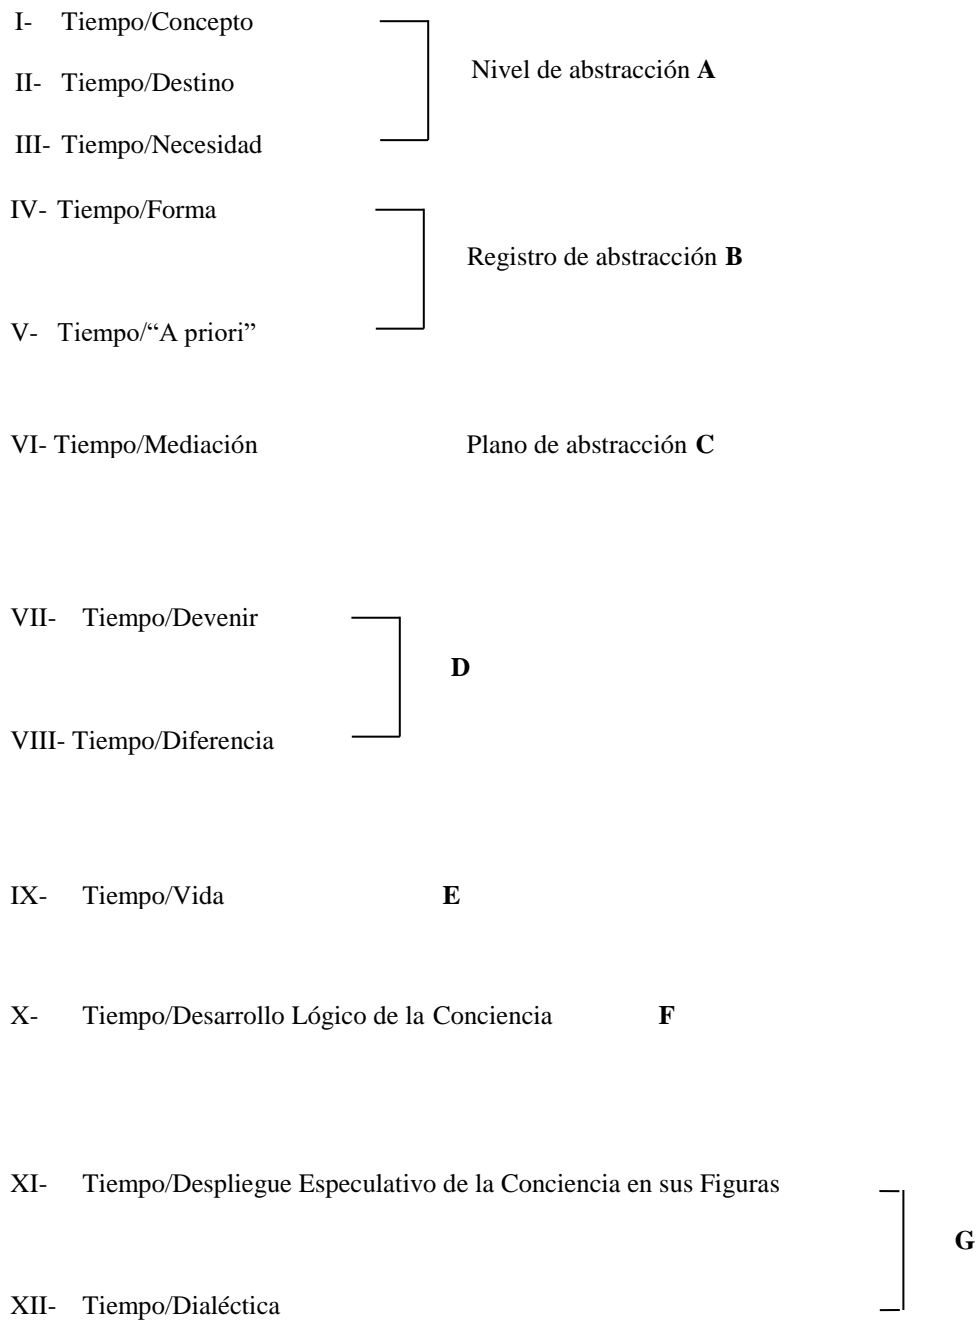 I- Tiempo/Concepto
Nivel de abstracción A
II- Tiempo/Destino
III- Tiempo/Necesidad
IV- Tiempo/Forma
Registro de abstracción B
V- Tiempo/“A priori”
VI- Tiempo/Mediación Plano de abstracción C
VII- Tiempo/Devenir
D
VIII- Tiempo/Diferencia
IX- Tiempo/Vida E
X- Tiempo/Desarrollo Lógico de la Conciencia F
XI- Tiempo/Despliegue Especulativo de la Conciencia en sus Figuras
G
XII- Tiempo/Dialéctica